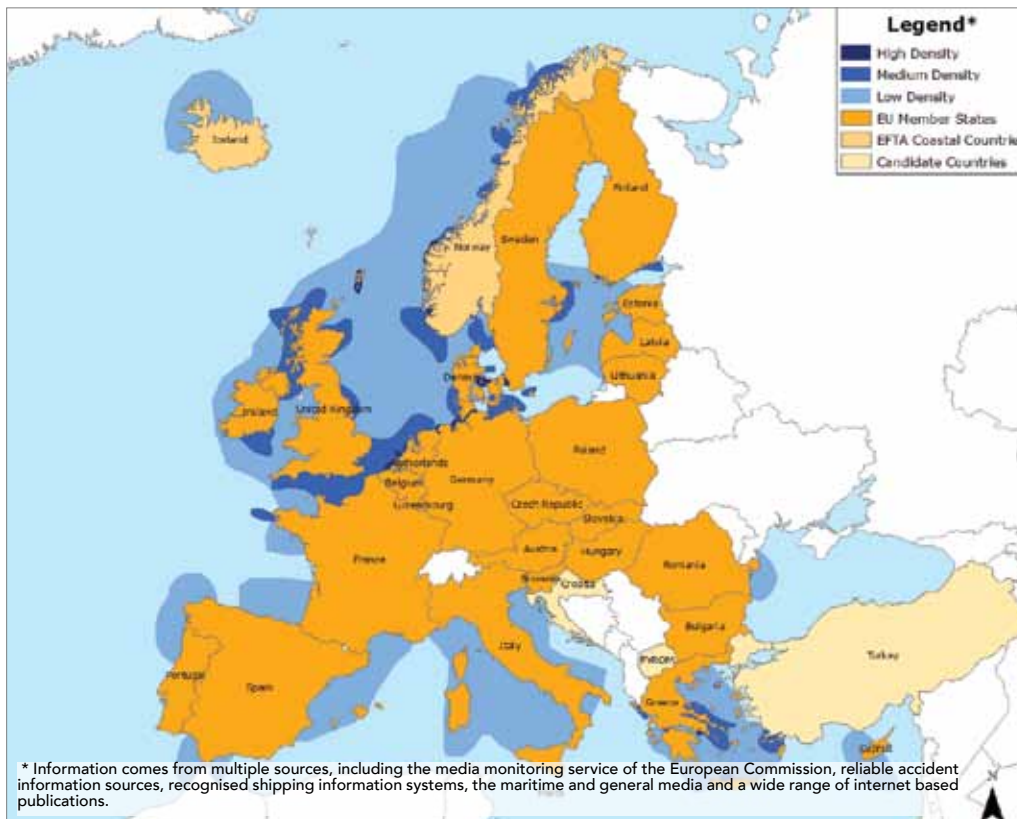 Legend*
High Density
Medium Density
Low Density
EU Member States
EFTA Coastal Countrie
Candidate Countries
Iceland
Finland
Norway
Sweden
Estonia
Latvia
Lithuania
Ireland
United Kingdom
Netherlands
Belgium
Germany
Poland
Luxembourg
Czech Republic
Slovakia
Austria
Hungary
France
Slovenia
Croatia
Romania
Bulgaria
Italy
Turkey
Portugal
Spain
Greece
* Information comes from multiple sources, including the media monitoring service of the European Commission, reliable accident
information sources, recognised shipping information systems, the maritime and general media and a wide range of internet based
publications.
N